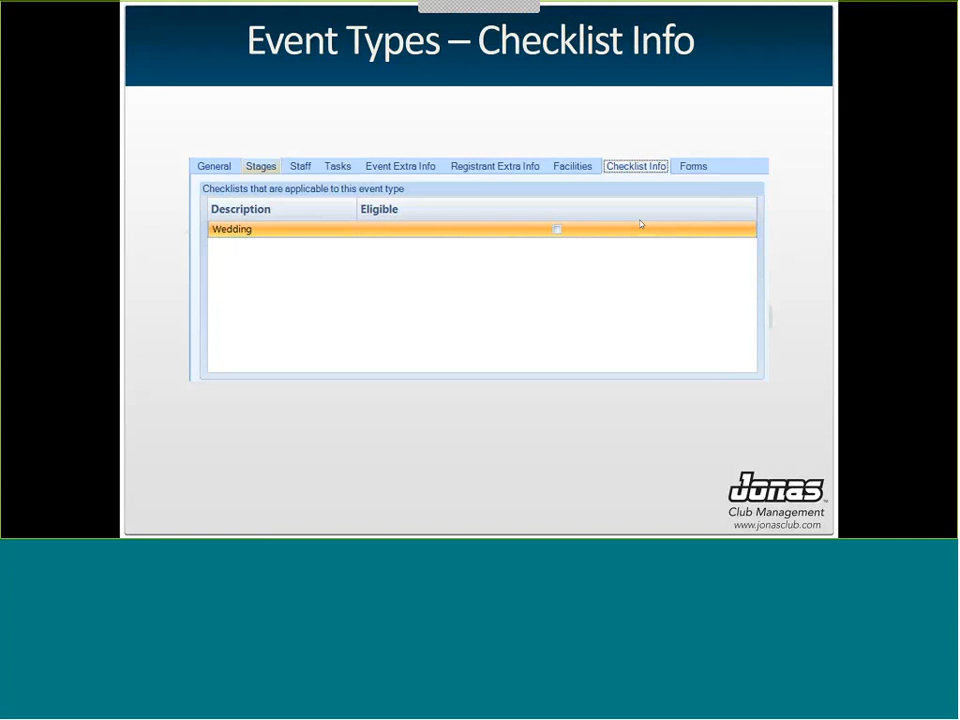 Event Types – Checklist Info
General Stages Staff Tasks Event Extra Info Registrant Extra Info Facilities Checklist Info Forms
Checklists that are applicable to this event type
Description Eligible
Wedding
Jonas
Club Management
www.jonasclub.com